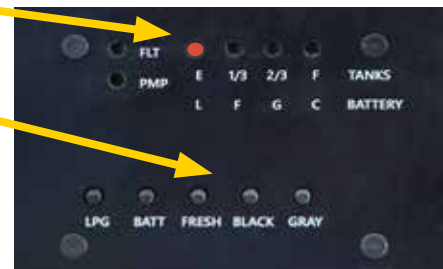 FLT
E 1/3 2/3 F TANKS
PMP
L F G C BATTERY
LPG BATT FRESH BLACK GRAY